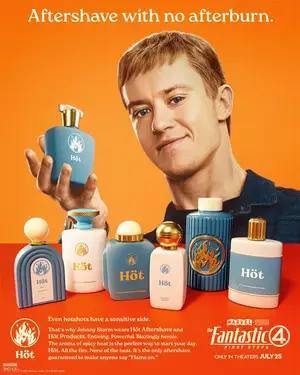 Aftershave with no afterburn.
Höt
Höt
Höt
Höt
Höt
Höt
Even hotshots have a sensitive side.
That's why Johnny Storm wears Höt Aftershave and
Höt Products. Enticing. Powerful. Blazingly heroic.
The aroma of spicy heat is the perfect way to start your day.
Höt. All the fire. None of the heat. It's the only aftershave
guaranteed to make anyone say "Flame on."
Höt
MARVEL
the Fantastic 4
FIRST STEPS
ONLY IN THEATERS JULY 25